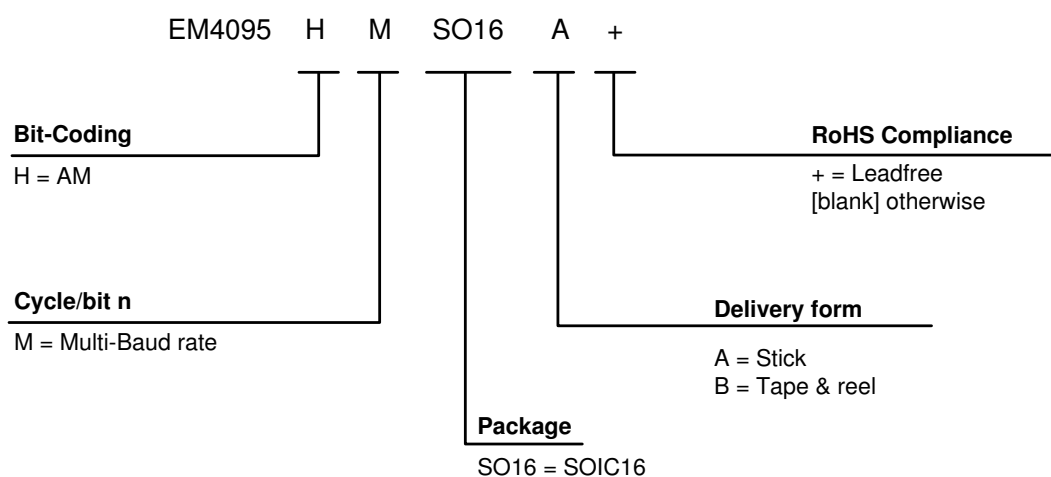 EM4095 H M SO16 A +
Bit-Coding
H = AM
RoHS Compliance
+ = Leadfree
[blank] otherwise
Cycle/bit n
M = Multi-Baud rate
Delivery form
A = Stick
B = Tape & reel
Package
SO16 = SOIC16